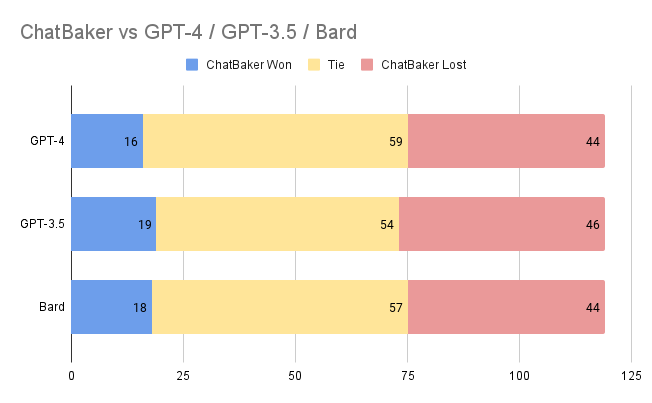 ChatBaker vs GPT-4 / GPT-3.5 / Bard
ChatBaker Won Tie ChatBaker Lost
GPT-4 16 59 44
GPT-3.5 19 54 46
Bard 18 57 44
0 25 50 75 100 125